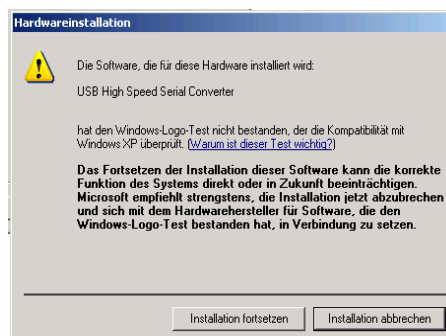 Hardwareinstallation
Die Software, die für diese Hardware installiert wird:
USB High Speed Serial Converter
hat den Windows-Logo-Test nicht bestanden, der die Kompatibilität mit
Windows XP überprüft. (Warum ist dieser Test wichtig?)
Das Fortsetzen der Installation dieser Software kann die korrekte
Funktion des Systems direkt oder in Zukunft beeinträchtigen.
Microsoft empfiehlt strengstens, die Installation jetzt abzubrechen
und sich mit dem Hardwarehersteller für Software, die den
Windows-Logo-Test bestanden hat, in Verbindung zu setzen.
Installation fortsetzen
Installation abbrechen